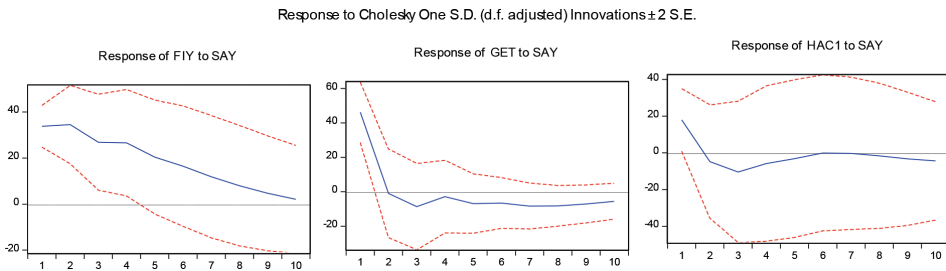 Response to Cholesky One S.D. (d.f. adjusted) Innovations ± 2 S.E.
Response of FIY to SAY
40
20
0
-20
1 2 3 4 5 6 7 8 9 10
Response of GET to SAY
60
40
20
0
-20
1 2 3 4 5 6 7 8 9 10
Response of HAC1 to SAY
40
20
0
-20
-40
1 2 3 4 5 6 7 8 9 10